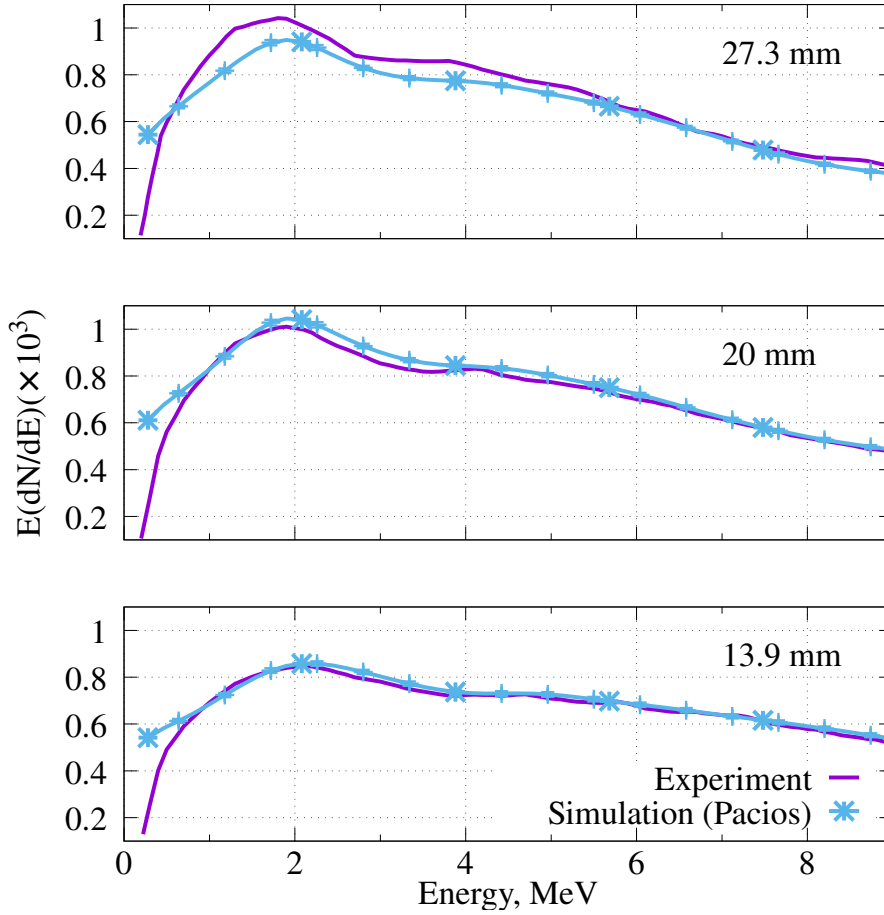 1
0.8
0.6
0.4
0.2
27.3 mm
1
0.8
0.6
0.4
0.2
20 mm
E(dN/dE)(×10³)
1
0.8
0.6
0.4
0.2
13.9 mm
Experiment
Simulation (Pacios)
0 2 4 6 8
Energy, MeV